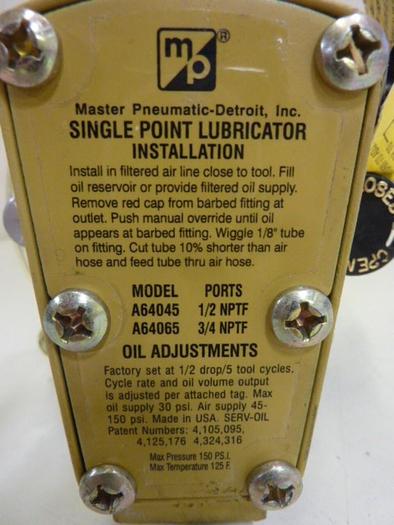 mp®
Master Pneumatic-Detroit, Inc.
SINGLE POINT LUBRICATOR
INSTALLATION
Install in filtered air line close to tool. Fill
oil reservoir or provide filtered oil supply.
Remove red cap from barbed fitting at
outlet. Push manual override until oil
appears at barbed fitting. Wiggle 1/8" tube
on fitting. Cut tube 10% shorter than air
hose and feed tube thru air hose.
MODEL PORTS
A64045 1/2 NPTF
A64065 3/4 NPTF
OIL ADJUSTMENTS
Factory set at 1/2 drop/5 tool cycles.
Cycle rate and oil volume output
is adjusted per attached tag. Max
oil supply 30 psi. Air supply 45-
150 psi. Made in USA. SERV-OIL
Patent Numbers: 4,105,095,
4,125,176 4,324,316
Max Pressure 150 P.S.I.
Max Temperature 125 F.
OPEN